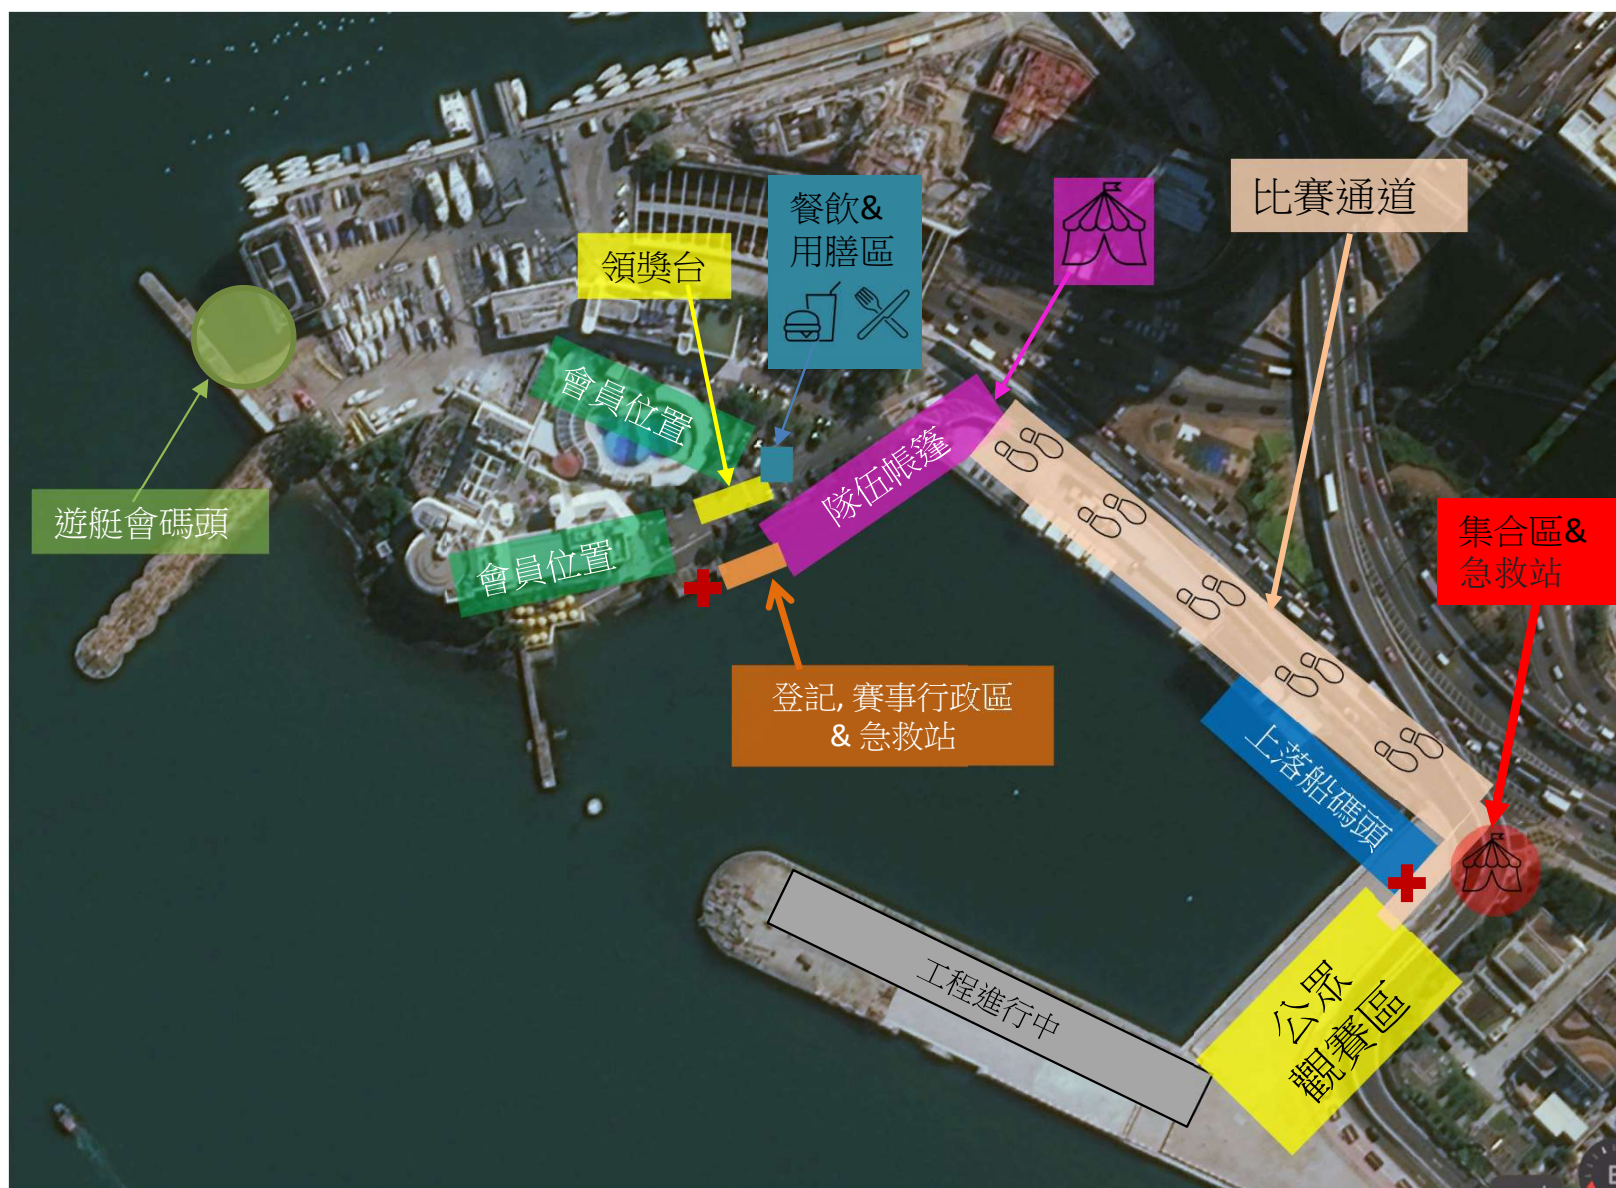 餐飲&
用膳區
比賽通道
領獎台
會員位置
隊伍帳篷
遊艇會碼頭
會員位置
集合區&
急救站
登記, 賽事行政區
& 急救站
上落船碼頭
工程進行中
公眾
觀賽區